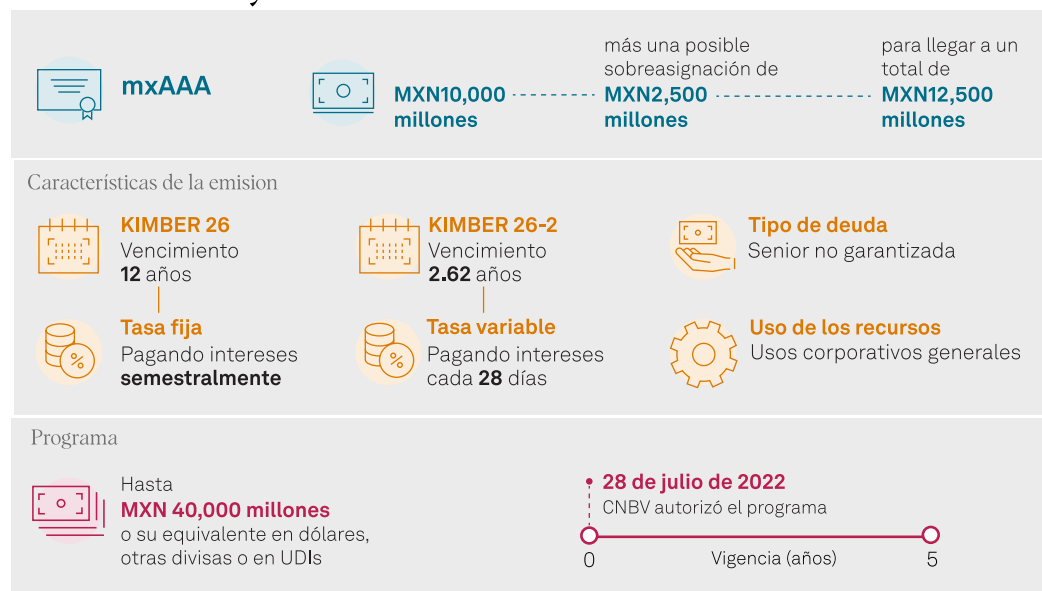 mxAAA
MXN10,000
millones
más una posible
sobreasignación de
MXN2,500
millones
para llegar a un
total de
MXN12,500
millones
Características de la emision
KIMBER 26
Vencimiento
12 años
Tasa fija
Pagando intereses
semestralmente
KIMBER 26-2
Vencimiento
2.62 años
Tasa variable
Pagando intereses
cada 28 días
Tipo de deuda
Senior no garantizada
Uso de los recursos
Usos corporativos generales
Programa
Hasta
MXN 40,000 millones
o su equivalente en dólares,
otras divisas o en UDIs
28 de julio de 2022
CNBV autorizó el programa
0 Vigencia (años) 5